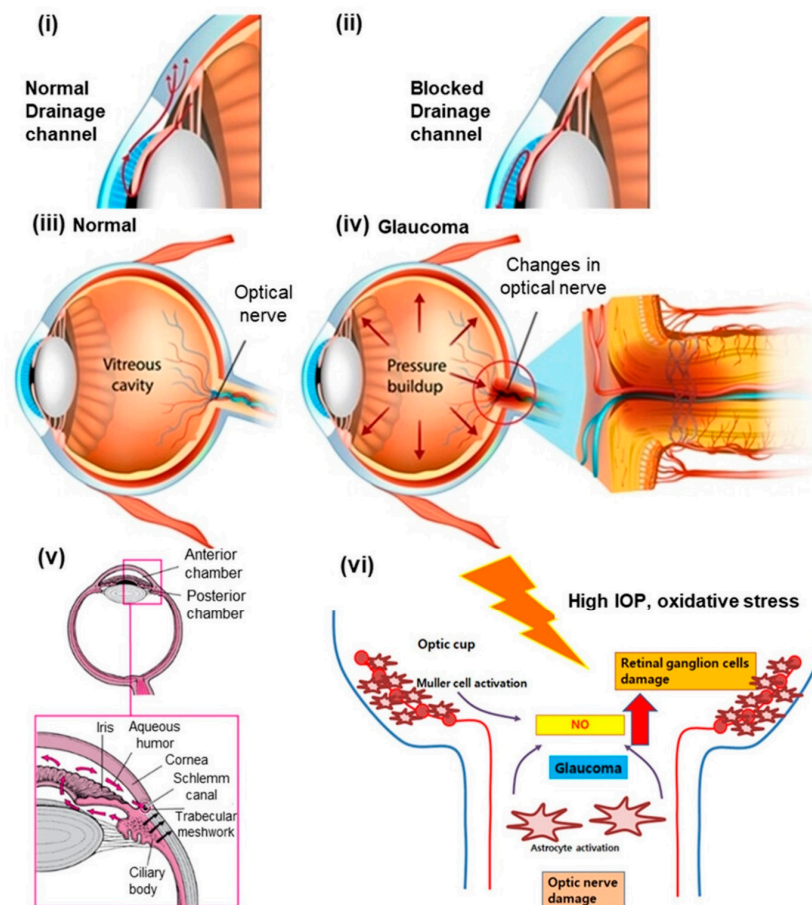 (i)
Normal
Drainage
channel
(ii)
Blocked
Drainage
channel
(iii) Normal
Optical
nerve
Vitreous
cavity
(iv) Glaucoma
Changes in
optical nerve
Pressure
buildup
(v)
Anterior
chamber
Posterior
chamber
Iris
Aqueous
humor
Cornea
Schlemm
canal
Trabecular
meshwork
Ciliary
body
(vi)
High IOP, oxidative stress
Optic cup
Retinal ganglion cells
damage
Muller cell activation
NO
Glaucoma
Astrocyte activation
Optic nerve
damage